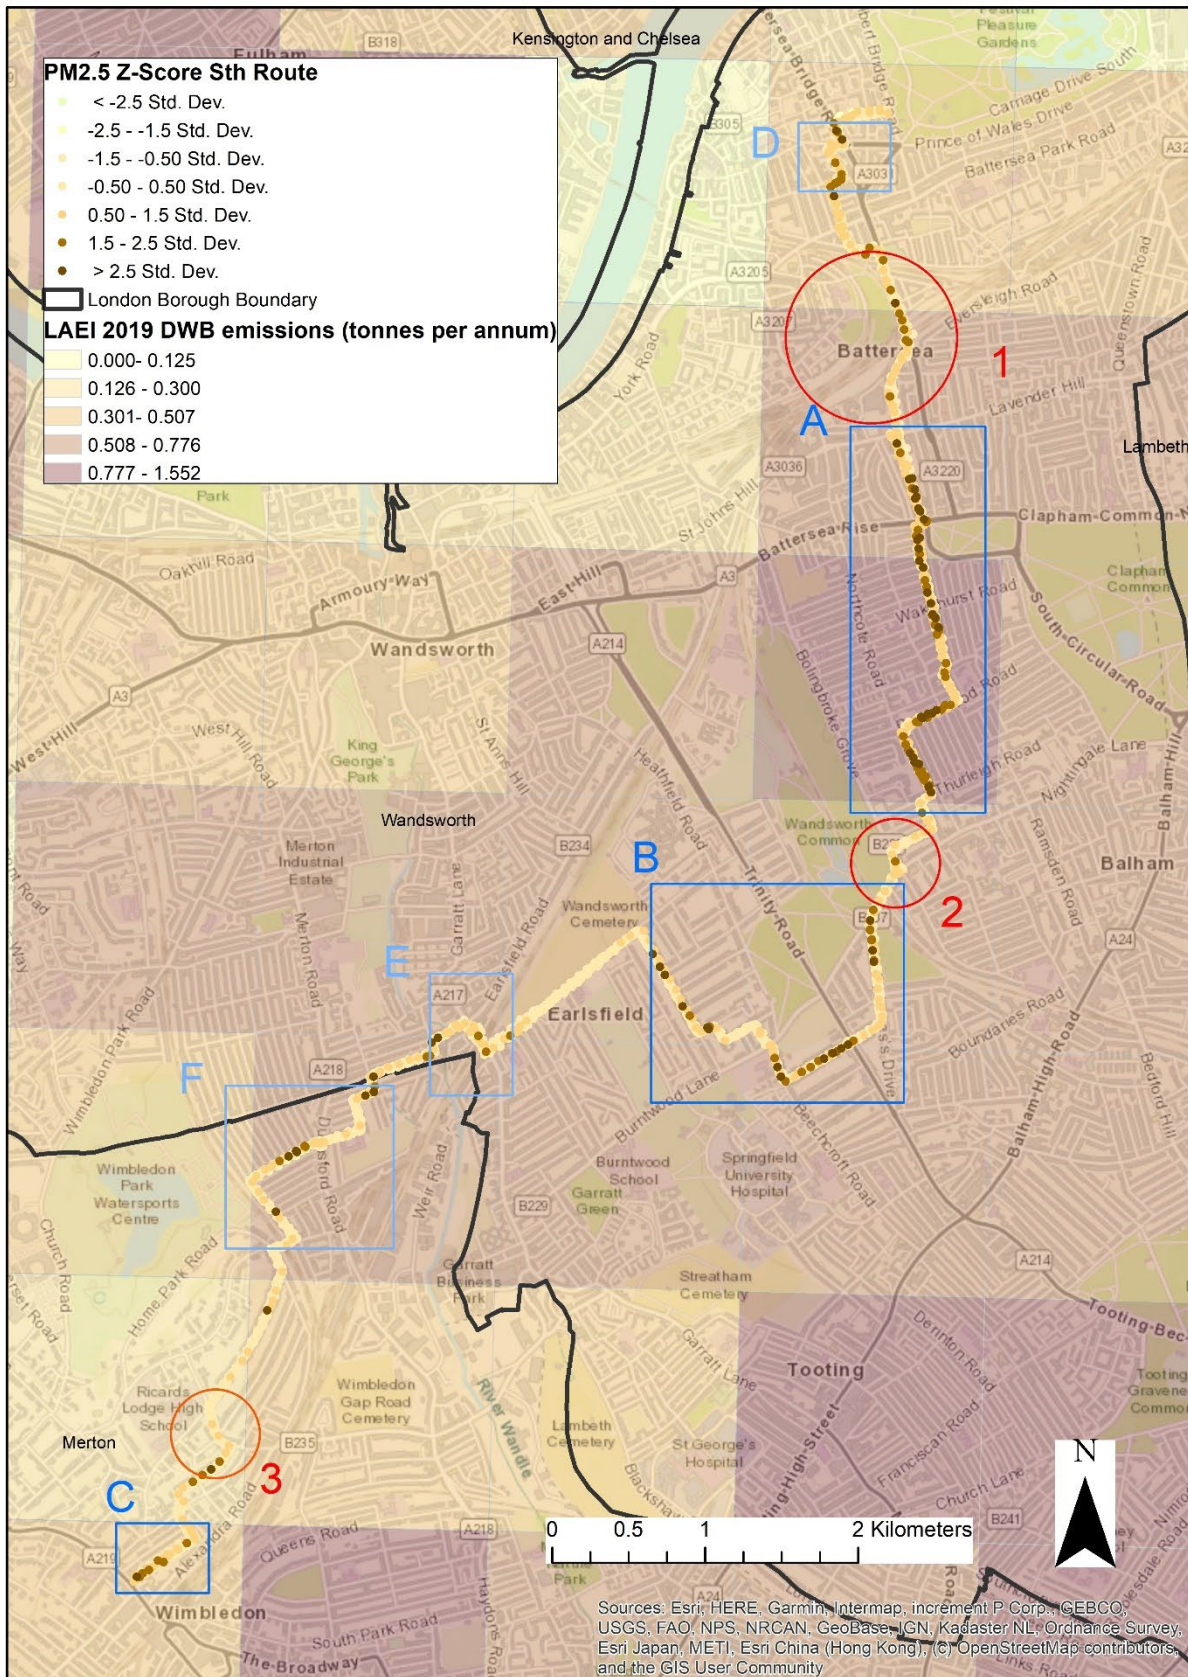 Kensington and Chelsea
PM2.5 Z-Score Sth Route
< -2.5 Std. Dev.
-2.5 - -1.5 Std. Dev.
-1.5 - -0.50 Std. Dev.
-0.50 - 0.50 Std. Dev.
0.50 - 1.5 Std. Dev.
1.5 - 2.5 Std. Dev.
> 2.5 Std. Dev.
London Borough Boundary
LAEI 2019 DWB emissions (tonnes per annum)
0.000- 0.125
0.126 - 0.300
0.301- 0.507
0.508 - 0.776
0.777 - 1.552
B318
Fulham
B305
Pleasure
Gardens
Carriage Drive South
Prince of Wales Drive
Battersea Park Road
D
A3031
A3205
A3207
Battersea
1
Eversleigh Road
Queenstown Road
York Road
Lavender Hill
A
Lambeth
A3036
A3220
St Johns Hill
Park
Battersea Rise
Clapham Common N
Oakhill Road
Armoury Way
East Hill
A3
Clapham
Common
Wandsworth
A214
Northcote Road
Bolingbroke Grove
South Circular Road
A3
West Hill
West Hill Road
St Anns Hill
King
George's
Park
Heathfield Road
Thurleigh Road
Nightingale Lane
Balham Hill
Wandsworth
Wandsworth
Common
B234
Merton
Industrial
Estate
Garratt Lane
Ramsden Road
Balham
B
2
Trinity Road
Wandsworth
Cemetery
Merton Road
Earlsfield Road
A24
E
A217
Earlsfield
Boundaries Road
Balham High Road
Bedford Hill
F
A218
Wimbledon Park Road
Burntwood Lane
Beechcroft Road
Wimbledon
Park
Watersports
Centre
Weir Road
Burntwood
School
Springfield
University
Hospital
Garratt
Green
B229
Church Road
Home Park Road
A214
Garratt
Business
Park
Streatham
Cemetery
Tooting Bec
Derinton Road
Garratt Lane
Tooting
Ricards
Lodge High
School
Wimbledon
Gap Road
Cemetery
River Wandle
Lambeth
Cemetery
St George's
Hospital
Tooting High Street
Franciscan Road
Church Lane
Merton
B235
3
C
Alexandra Road
A219
Queens Road
A218
B241
Wimbledon
Haydons Road
South Park Road
The Broadway
A24
N
0 0.5 1 2 Kilometers
Sources: Esri, HERE, Garmin, Intermap, increment P Corp., GEBCO,
USGS, FAO, NPS, NRCAN, GeoBase, IGN, Kadaster NL, Ordnance Survey,
Esri Japan, METI, Esri China (Hong Kong), (c) OpenStreetMap contributors,
and the GIS User Community